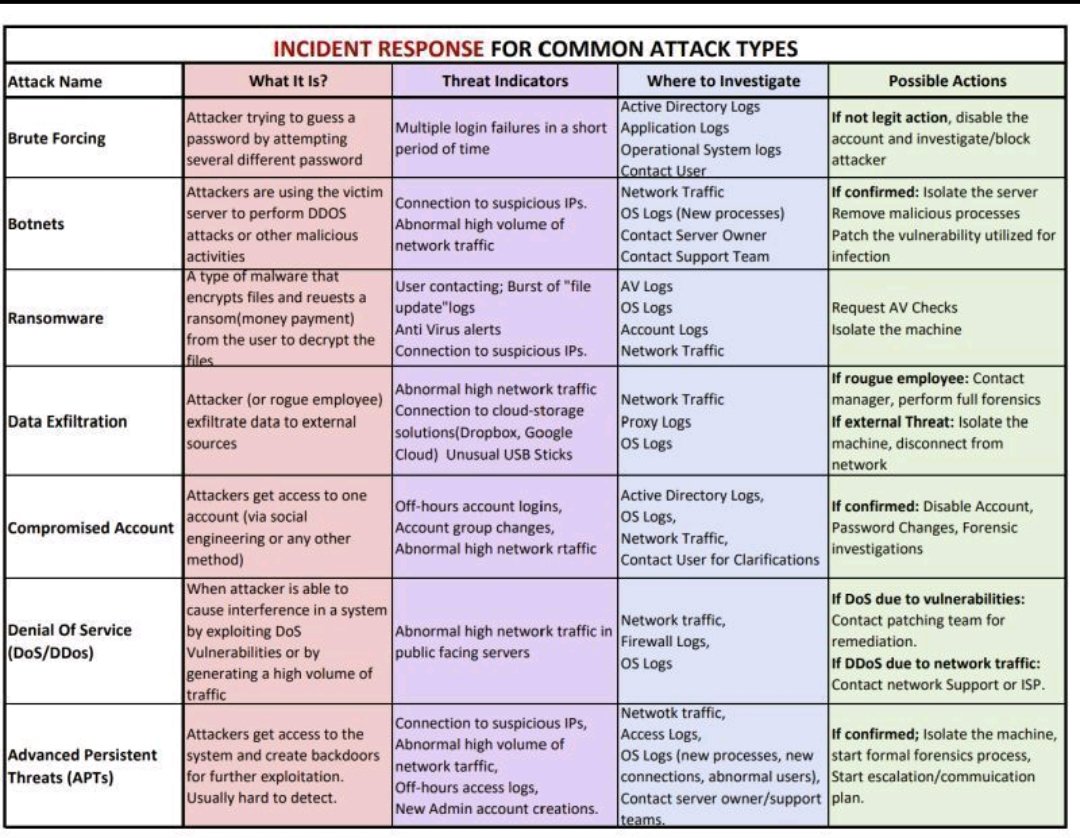 INCIDENT RESPONSE FOR COMMON ATTACK TYPES
Attack Name
What It Is?
Threat Indicators
Where to Investigate
Possible Actions
Brute Forcing
Attacker trying to guess a
password by attempting
several different password
Multiple login failures in a short
period of time
Active Directory Logs
Application Logs
Operational System logs
Contact User
If not legit action, disable the
account and investigate/block
attacker
Botnets
Attackers are using the victim
server to perform DDOS
attacks or other malicious
activities
Connection to suspicious IPs.
Abnormal high volume of
network traffic
Network Traffic
OS Logs (New processes)
Contact Server Owner
Contact Support Team
If confirmed: Isolate the server
Remove malicious processes
Patch the vulnerability utilized for
infection
Ransomware
A type of malware that
encrypts files and reuests a
ransom(money payment)
from the user to decrypt the
files
User contacting; Burst of "file
update"logs
Anti Virus alerts
Connection to suspicious IPs.
AV Logs
OS Logs
Account Logs
Network Traffic
Request AV Checks
Isolate the machine
Data Exfiltration
Attacker (or rogue employee)
exfiltrate data to external
sources
Abnormal high network traffic
Connection to cloud-storage
solutions(Dropbox, Google
Cloud) Unusual USB Sticks
Network Traffic
Proxy Logs
OS Logs
If rougue employee: Contact
manager, perform full forensics
If external Threat: Isolate the
machine, disconnect from
network
Compromised Account
Attackers get access to one
account (via social
engineering or any other
method)
Off-hours account logins,
Account group changes,
Abnormal high network rtaffic
Active Directory Logs,
OS Logs,
Network Traffic,
Contact User for Clarifications
If confirmed: Disable Account,
Password Changes, Forensic
investigations
Denial Of Service
(DoS/DDos)
When attacker is able to
cause interference in a system
by exploiting DoS
Vulnerabilities or by
generating a high volume of
traffic
Abnormal high network traffic in
public facing servers
Network traffic,
Firewall Logs,
OS Logs
If DoS due to vulnerabilities:
Contact patching team for
remediation.
If DDoS due to network traffic:
Contact network Support or ISP.
Advanced Persistent
Threats (APTs)
Attackers get access to the
system and create backdoors
for further exploitation.
Usually hard to detect.
Connection to suspicious IPs,
Abnormal high volume of
network tarffic,
Off-hours access logs,
New Admin account creations.
Netwotk traffic,
Access Logs,
OS Logs (new processes, new
connections, abnormal users),
Contact server owner/support
teams.
If confirmed; Isolate the machine,
start formal forensics process,
Start escalation/commuication
plan.